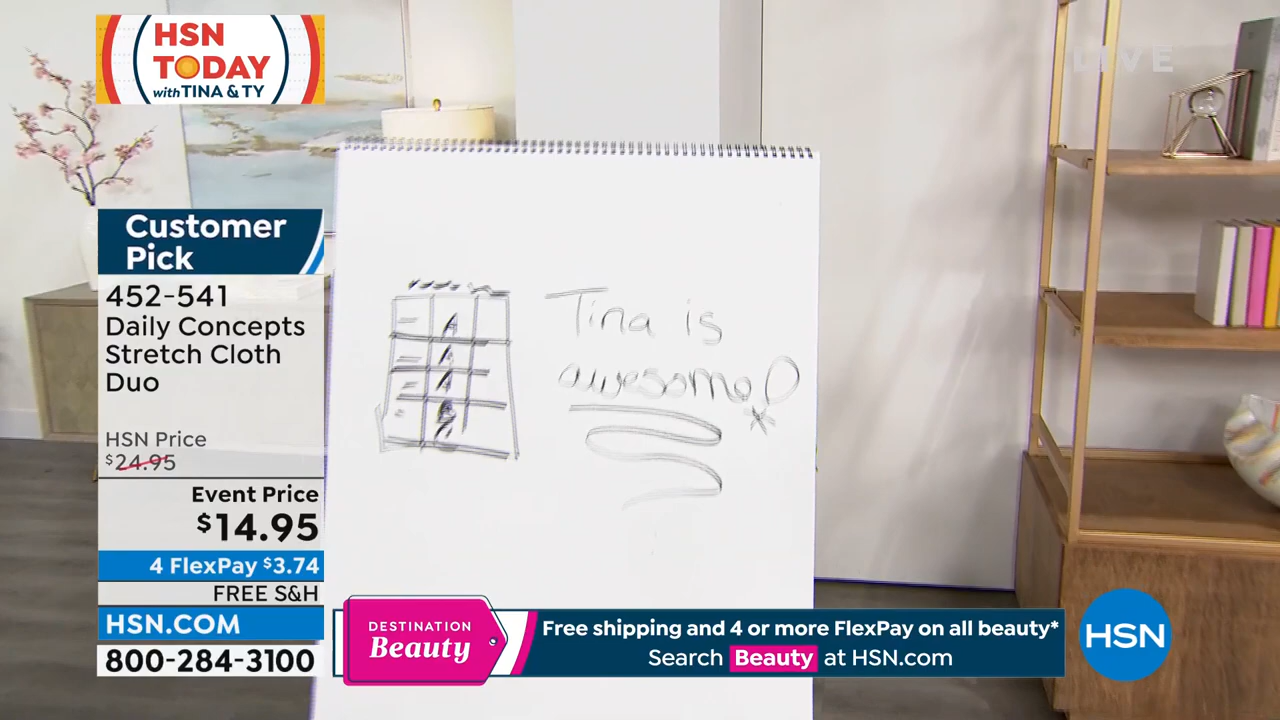 HSN
TODAY
with TINA & TY
LIVE
Customer
Pick
452-541
Daily Concepts
Stretch Cloth
Duo
HSN Price
$24.95
Event Price
$14.95
4 FlexPay $3.74
FREE S&H
HSN.COM
800-284-3100
Tina is
awesome!
DESTINATION
Beauty
Free shipping and 4 or more FlexPay on all beauty*
Search Beauty at HSN.com
HSN